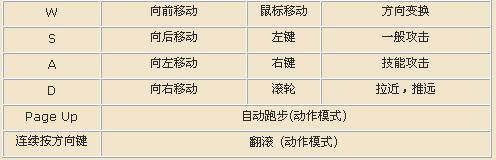 W 向前移动 鼠标移动 方向变换
S 向后移动 左键 一般攻击
A 向左移动 右键 技能攻击
D 向右移动 滚轮 拉近，推远
Page Up 自动跑步(动作模式)
连续按方向键 翻滚 (动作模式)